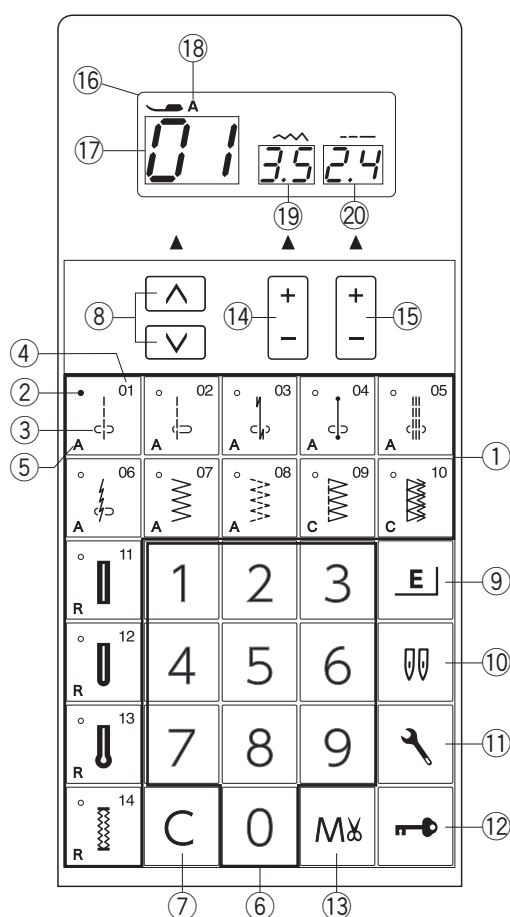 ⑱
⑯ A
⑰ 01 3.5 2.4
⑲ ⑳
⑧ + ⑭ + ⑮
− −
④
② 01 02 03 04 05
③
⑤ A A A A A
①
06 07 08 09 10
A A A C C
11
R 1 2 3 E ⑨
12
R 4 5 6 ⑩
13
R 7 8 9 ⑪
14
R C 0 M ⑫
⑦ ⑥ ⑬